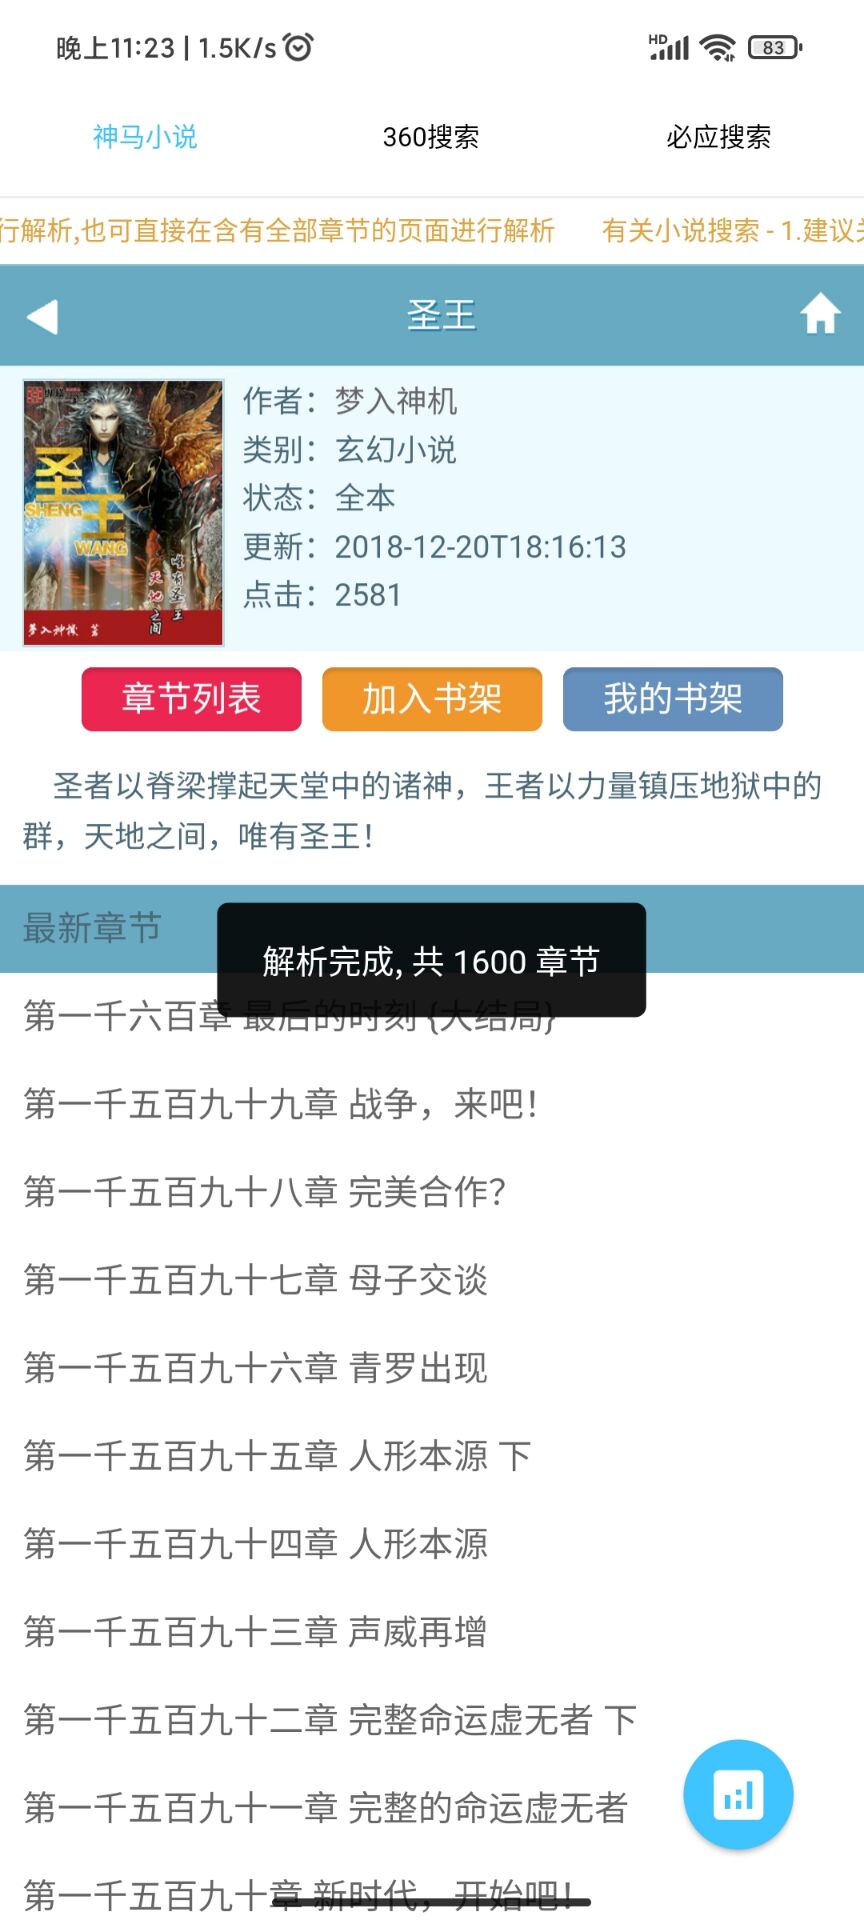 晚上11:23 | 1.5K/s
HD
83
神马小说 360搜索 必应搜索
行解析,也可直接在含有全部章节的页面进行解析 有关小说搜索 - 1.建议
圣王
圣王
SHENG
WANG
唯有圣王
天地之间
梦入神机 著
作者：梦入神机
类别：玄幻小说
状态：全本
更新：2018-12-20T18:16:13
点击：2581
章节列表 加入书架 我的书架
圣者以脊梁撑起天堂中的诸神，王者以力量镇压地狱中的
群，天地之间，唯有圣王！
最新章节
解析完成, 共 1600 章节
第一千六百章 最后的时刻 {大结局}
第一千五百九十九章 战争，来吧！
第一千五百九十八章 完美合作？
第一千五百九十七章 母子交谈
第一千五百九十六章 青罗出现
第一千五百九十五章 人形本源 下
第一千五百九十四章 人形本源
第一千五百九十三章 声威再增
第一千五百九十二章 完整命运虚无者 下
第一千五百九十一章 完整的命运虚无者
第一千五百九十章 新时代，开始吧！